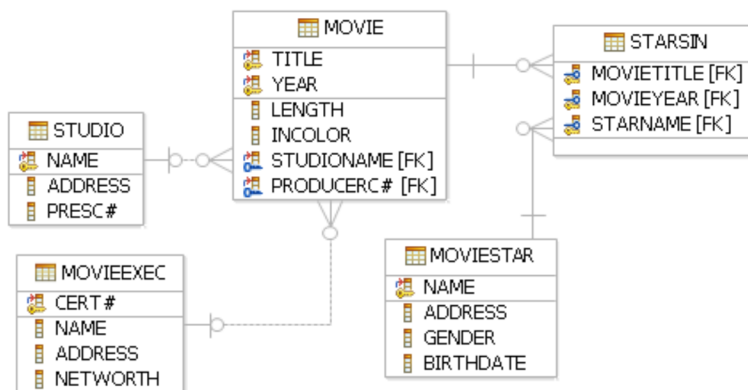 MOVIE
TITLE
YEAR
LENGTH
INCOLOR
STUDIONAME [FK]
PRODUCERC# [FK]
STARSIN
MOVIETITLE [FK]
MOVIEYEAR [FK]
STARNAME [FK]
STUDIO
NAME
ADDRESS
PRESC#
MOVIEEXEC
CERT#
NAME
ADDRESS
NETWORTH
MOVIESTAR
NAME
ADDRESS
GENDER
BIRTHDATE